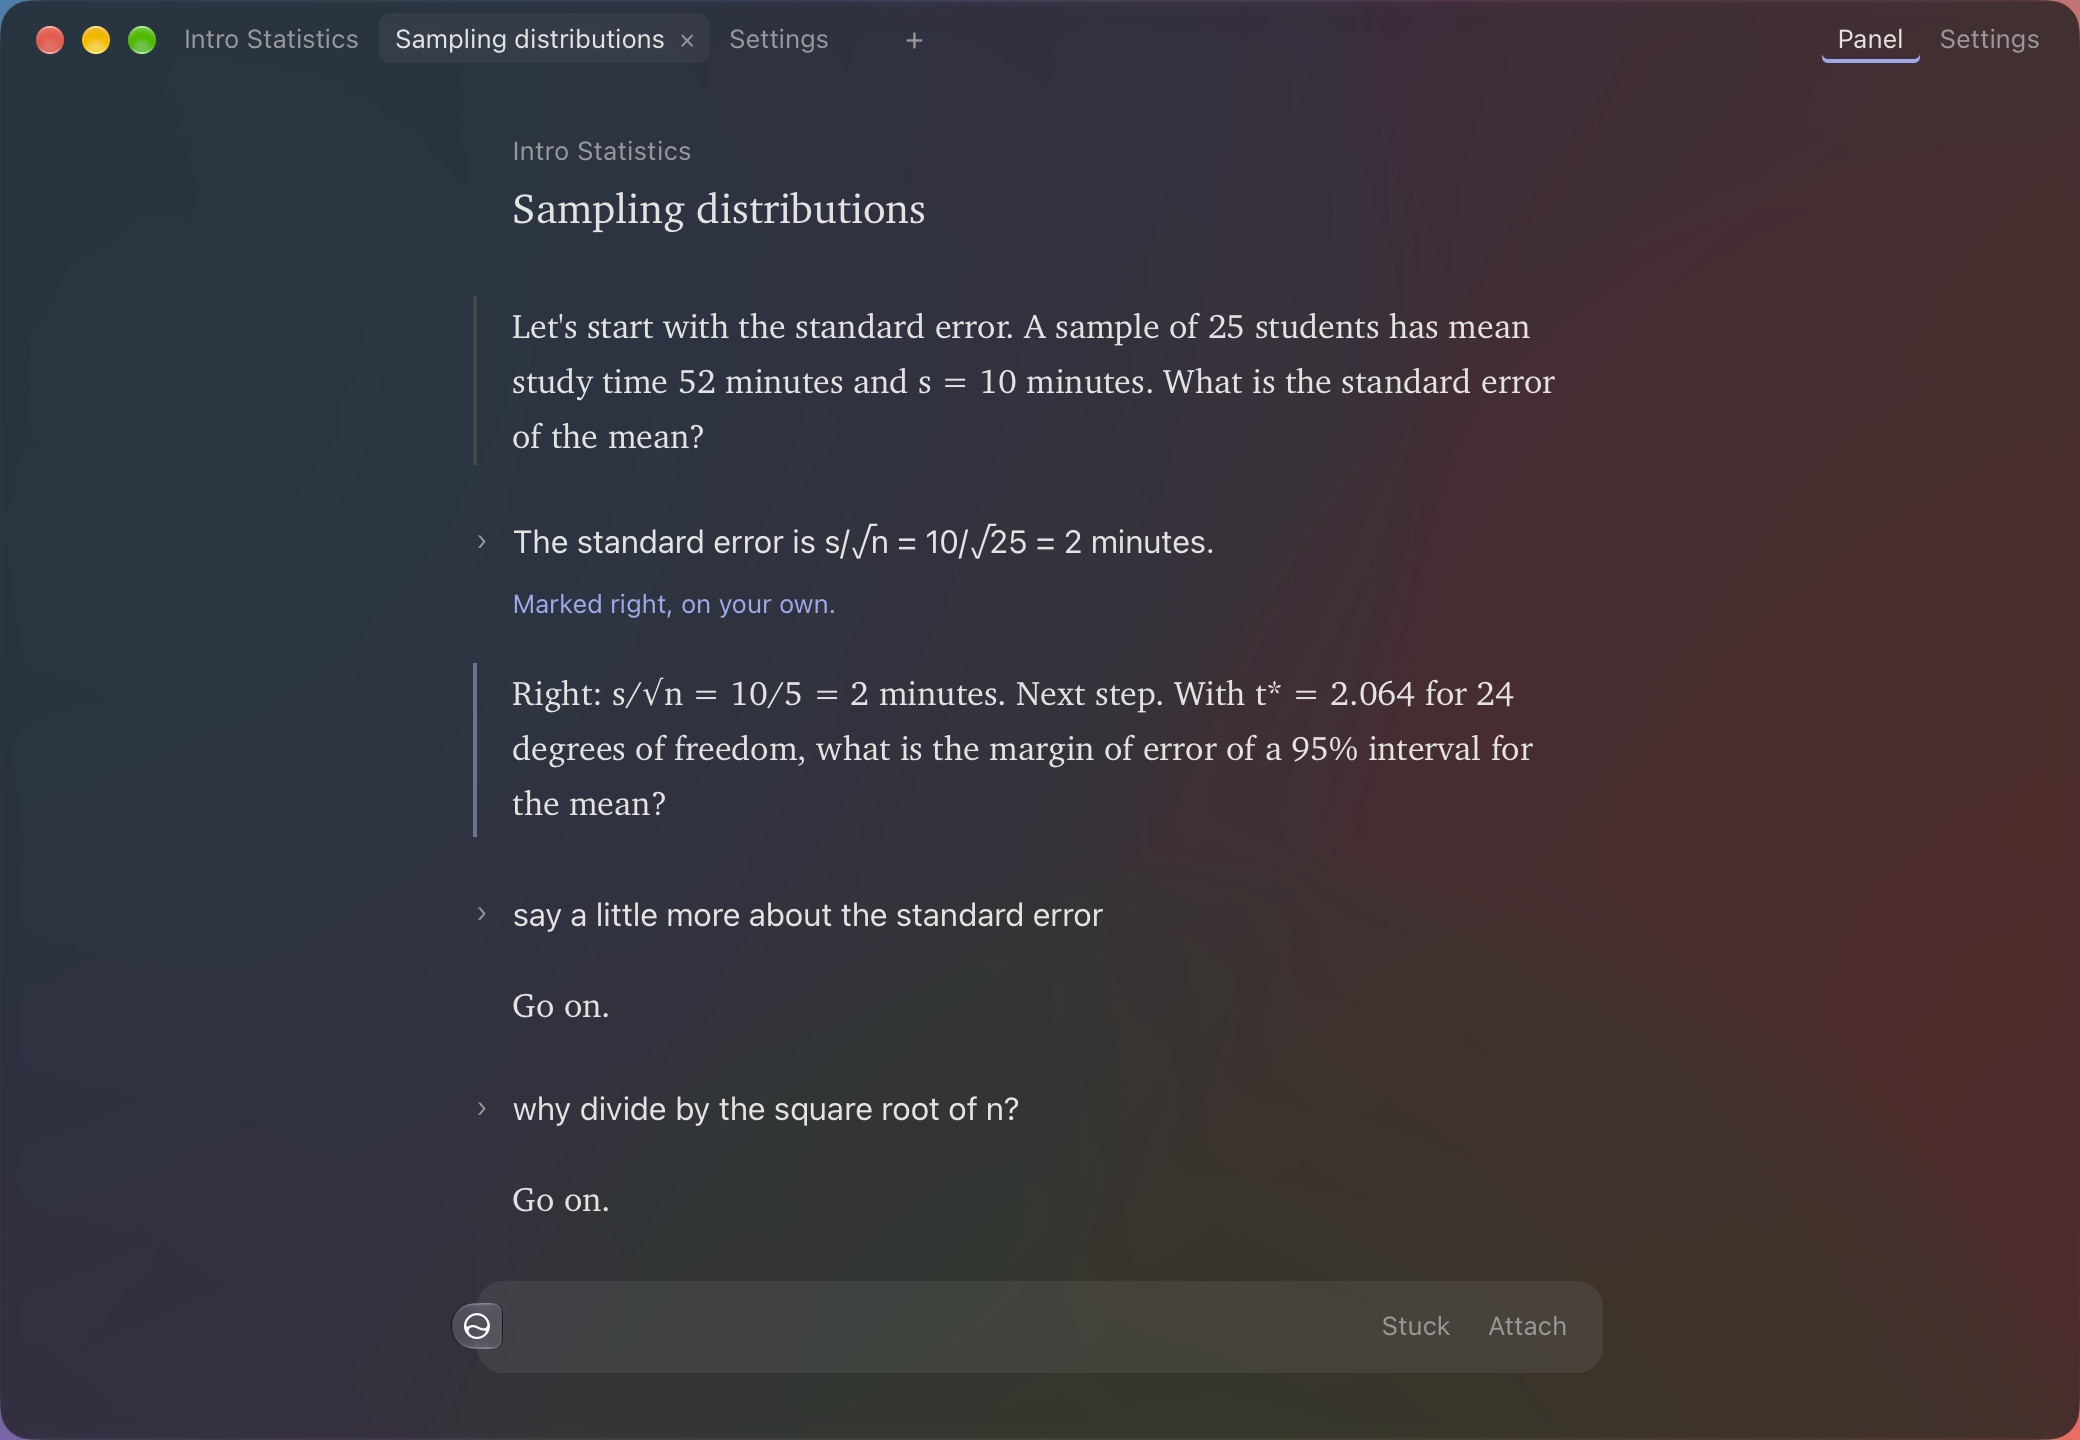 Intro Statistics
Sampling distributions ×
Settings
+
Panel
Settings
Intro Statistics
Sampling distributions
Let's start with the standard error. A sample of 25 students has mean
study time 52 minutes and s = 10 minutes. What is the standard error
of the mean?
› The standard error is s/√n = 10/√25 = 2 minutes.
Marked right, on your own.
Right: s/√n = 10/5 = 2 minutes. Next step. With t* = 2.064 for 24
degrees of freedom, what is the margin of error of a 95% interval for
the mean?
› say a little more about the standard error
Go on.
› why divide by the square root of n?
Go on.
Stuck
Attach